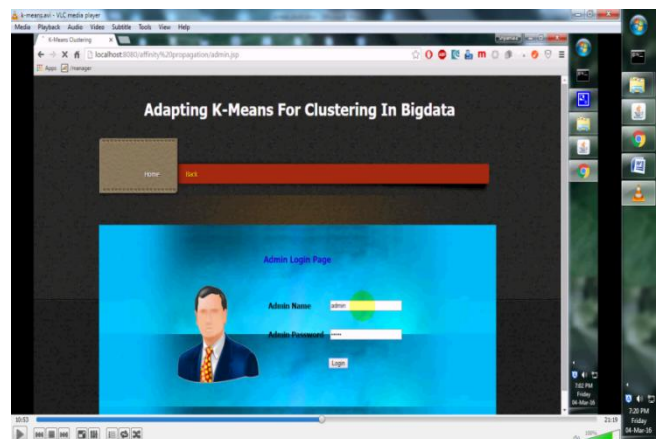 k-means.avi - VLC media player
Media Playback Audio Video Subtitle Tools View Help
K-Means Clustering
localhost:8080/affinity%20propagation/admin.jsp
Apps manager
Adapting K-Means For Clustering In Bigdata
Home Back
Admin Login Page
Admin Name admin
Admin Password •••••
Login
7:02 PM
Friday
04-Mar-16
10:53
21:19
7:20 PM
Friday
04-Mar-16